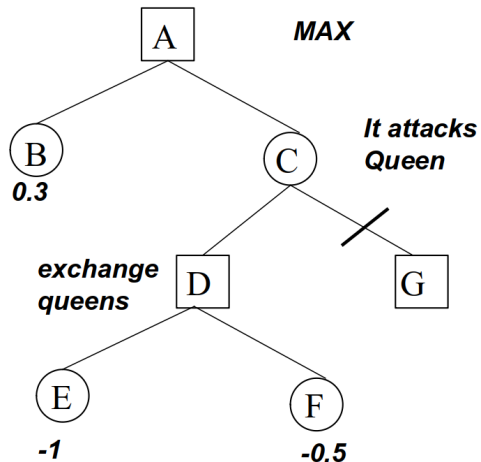 A
MAX
B
0.3
C
It attacks
Queen
exchange
queens
D
G
E
-1
F
-0.5